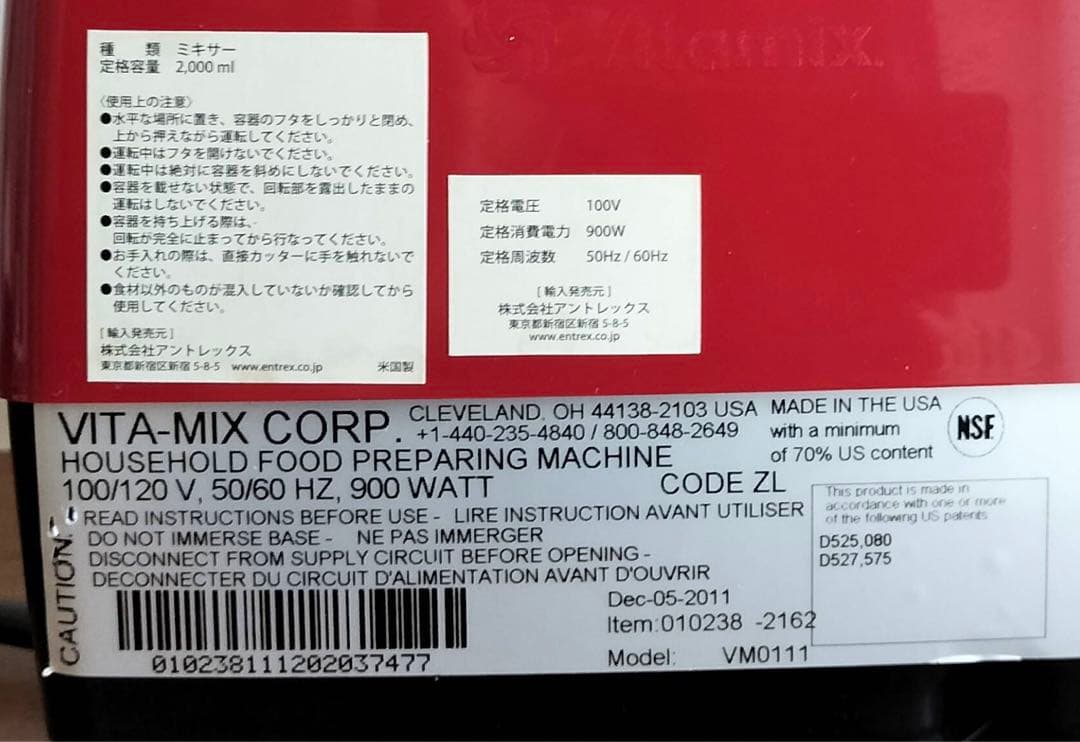 Vitamix
種　類　ミキサー
定格容量　2,000 ml
〈使用上の注意〉
●水平な場所に置き、容器のフタをしっかりと閉め、
上から押えながら運転してください。
●運転中はフタを開けないでください。
●運転中は絶対に容器を斜めにしないでください。
●容器を載せない状態で、回転部を露出したままの
運転はしないでください。
●容器を持ち上げる際は、
回転が完全に止まってから行なってください。
●お手入れの際は、直接カッターに手を触れないで
ください。
●食材以外のものが混入していないか確認してから
使用してください。
[ 輸入発売元 ]
株式会社アントレックス
東京都新宿区新宿 5-8-5　www.entrex.co.jp　米国製
定格電圧　100V
定格消費電力　900W
定格周波数　50Hz / 60Hz
[ 輸入発売元 ]
株式会社アントレックス
東京都新宿区新宿 5-8-5
www.entrex.co.jp
VITA-MIX CORP.
CLEVELAND, OH 44138-2103 USA
+1-440-235-4840 / 800-848-2649
MADE IN THE USA
with a minimum
of 70% US content
NSF
HOUSEHOLD FOOD PREPARING MACHINE
100/120 V, 50/60 HZ, 900 WATT
CODE ZL
CAUTION:
READ INSTRUCTIONS BEFORE USE - LIRE INSTRUCTION AVANT UTILISER
DO NOT IMMERSE BASE - NE PAS IMMERGER
DISCONNECT FROM SUPPLY CIRCUIT BEFORE OPENING -
DECONNECTER DU CIRCUIT D'ALIMENTATION AVANT D'OUVRIR
This product is made in
accordance with one or more
of the following US patents
D525,080
D527,575
Dec-05-2011
Item:010238 -2162
Model: VM0111
010238111202037477